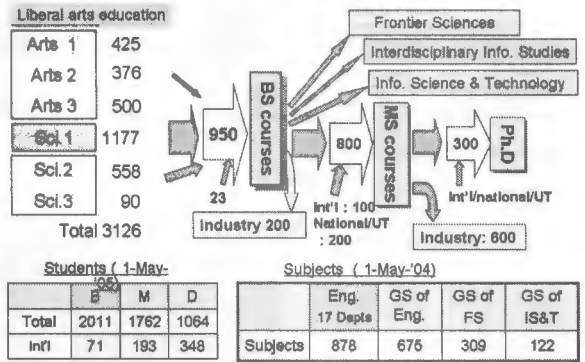 Liberal arts education
Arts 1 425
Arts 2 376
Arts 3 500
Sci.1 1177
Sci.2 558
Sci.3 90
Total 3126
950
23
BS courses
Frontier Sciences
Interdisciplinary Info. Studies
Info. Science & Technology
Industry 200
800
Int'l : 100
National/UT
: 200
MS courses
300
Int'l/national/UT
Ph.D
Industry: 600
Students ( 1-May-
'05)
B M D
Total 2011 1762 1064
Int'l 71 193 348
Subjects ( 1-May-'04)
Eng. GS of GS of GS of
17 Depts Eng. FS IS&T
Subjects 878 675 309 122